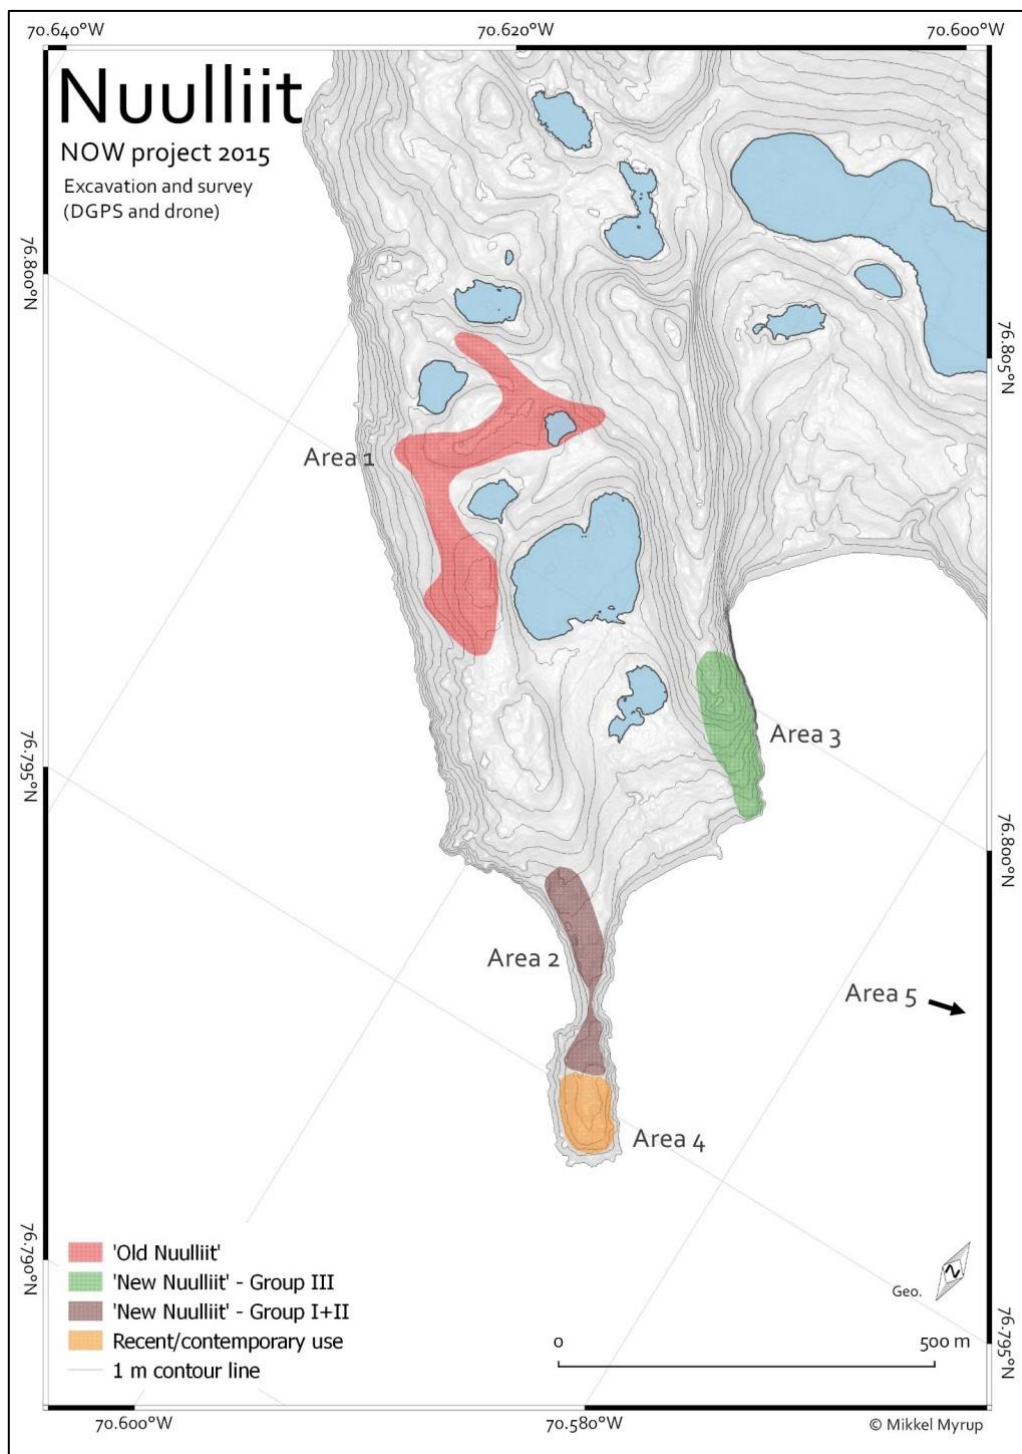 70.640°W
70.620°W
70.600°W
Nuulliit
NOW project 2015
Excavation and survey
(DGPS and drone)
76.800°N
76.805°N
Area 1
Area 3
76.795°N
76.800°N
Area 2
Area 5
Area 4
76.790°N
'Old Nuulliit'
'New Nuulliit' - Group III
'New Nuulliit' - Group I+II
Recent/contemporary use
1 m contour line
Geo.
N
0 500 m
76.795°N
70.600°W
70.580°W
© Mikkel Myrup